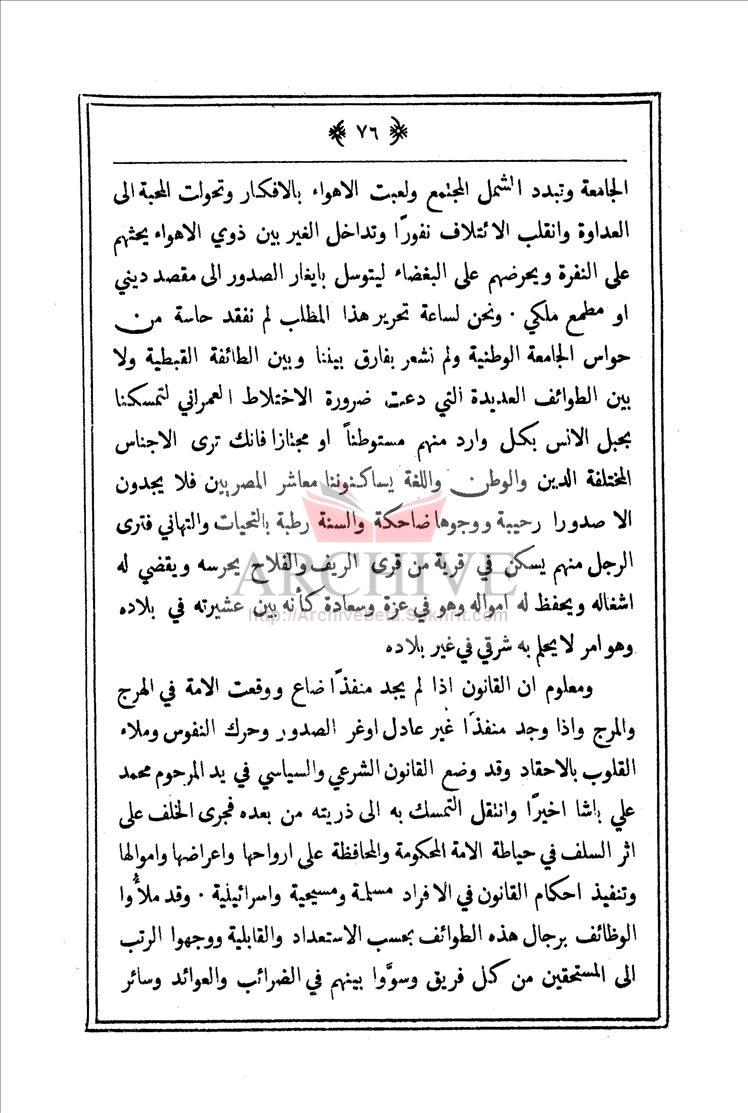 ٧٦
الجامعة وتبدد الشمل المجتمع ولعبت الاهواء بالافكار وتحولت المحبة الى
العداوة وانقلب الائتلاف نفورًا وتداخل الغير بين ذوي الاهواء يحثهم
على النفرة ويحرضهم على البغضاء ليتوسل بايغار الصدور الى مقصد ديني
او مطمع ملكي . ونحن لساعة تحرير هذا المطلب لم نفقد حاسة من
حواس الجامعة الوطنية ولم نشعر بفارق بيننا وبين الطائفة القبطية ولا
بين الطوائف العديدة التي دعت ضرورة الاختلاط العمراني لتمسكنا
بحبل الانس بكل وارد منهم مستوطناً او مجتازا فانك ترى الاجناس
المختلفة الدين والوطن واللغة يساكنوننا معاشر المصريين فلا يجدون
الا صدورا رحيبة ووجوها ضاحكة والسنة رطبة بالتحيات والتهاني فترى
الرجل منهم يسكن في قرية من قرى الريف والفلاح يحرسه ويقضي له
ARCHIVE
اشغاله ويحفظ له امواله وهو في عزة وسعادة كأنه بين عشيرته في بلاده
http://Archivebeta.Sakhrit.com
وهو امر لا يحلم به شرقي في غير بلاده
ومعلوم ان القانون اذا لم يجد منفذًا ضاع ووقعت الامة في الهرج
والمرج واذا وجد منفذًا غير عادل اوغر الصدور وحرك النفوس وملاء
القلوب بالاحقاد وقد وضع القانون الشرعي والسياسي في يد المرحوم محمد
علي باشا اخيرًا وانتقل التمسك به الى ذريته من بعده فجرى الخلف على
اثر السلف في حياطة الامة المحكومة والمحافظة على ارواحها واعراضها واموالها
وتنفيذ احكام القانون في الافراد مسلمة ومسيحية واسرائيلية . وقد ملأوا
الوظائف برجال هذه الطوائف بحسب الاستعداد والقابلية ووجهوا الرتب
الى المستحقين من كل فريق وسوَّوا بينهم في الضرائب والعوائد وسائر